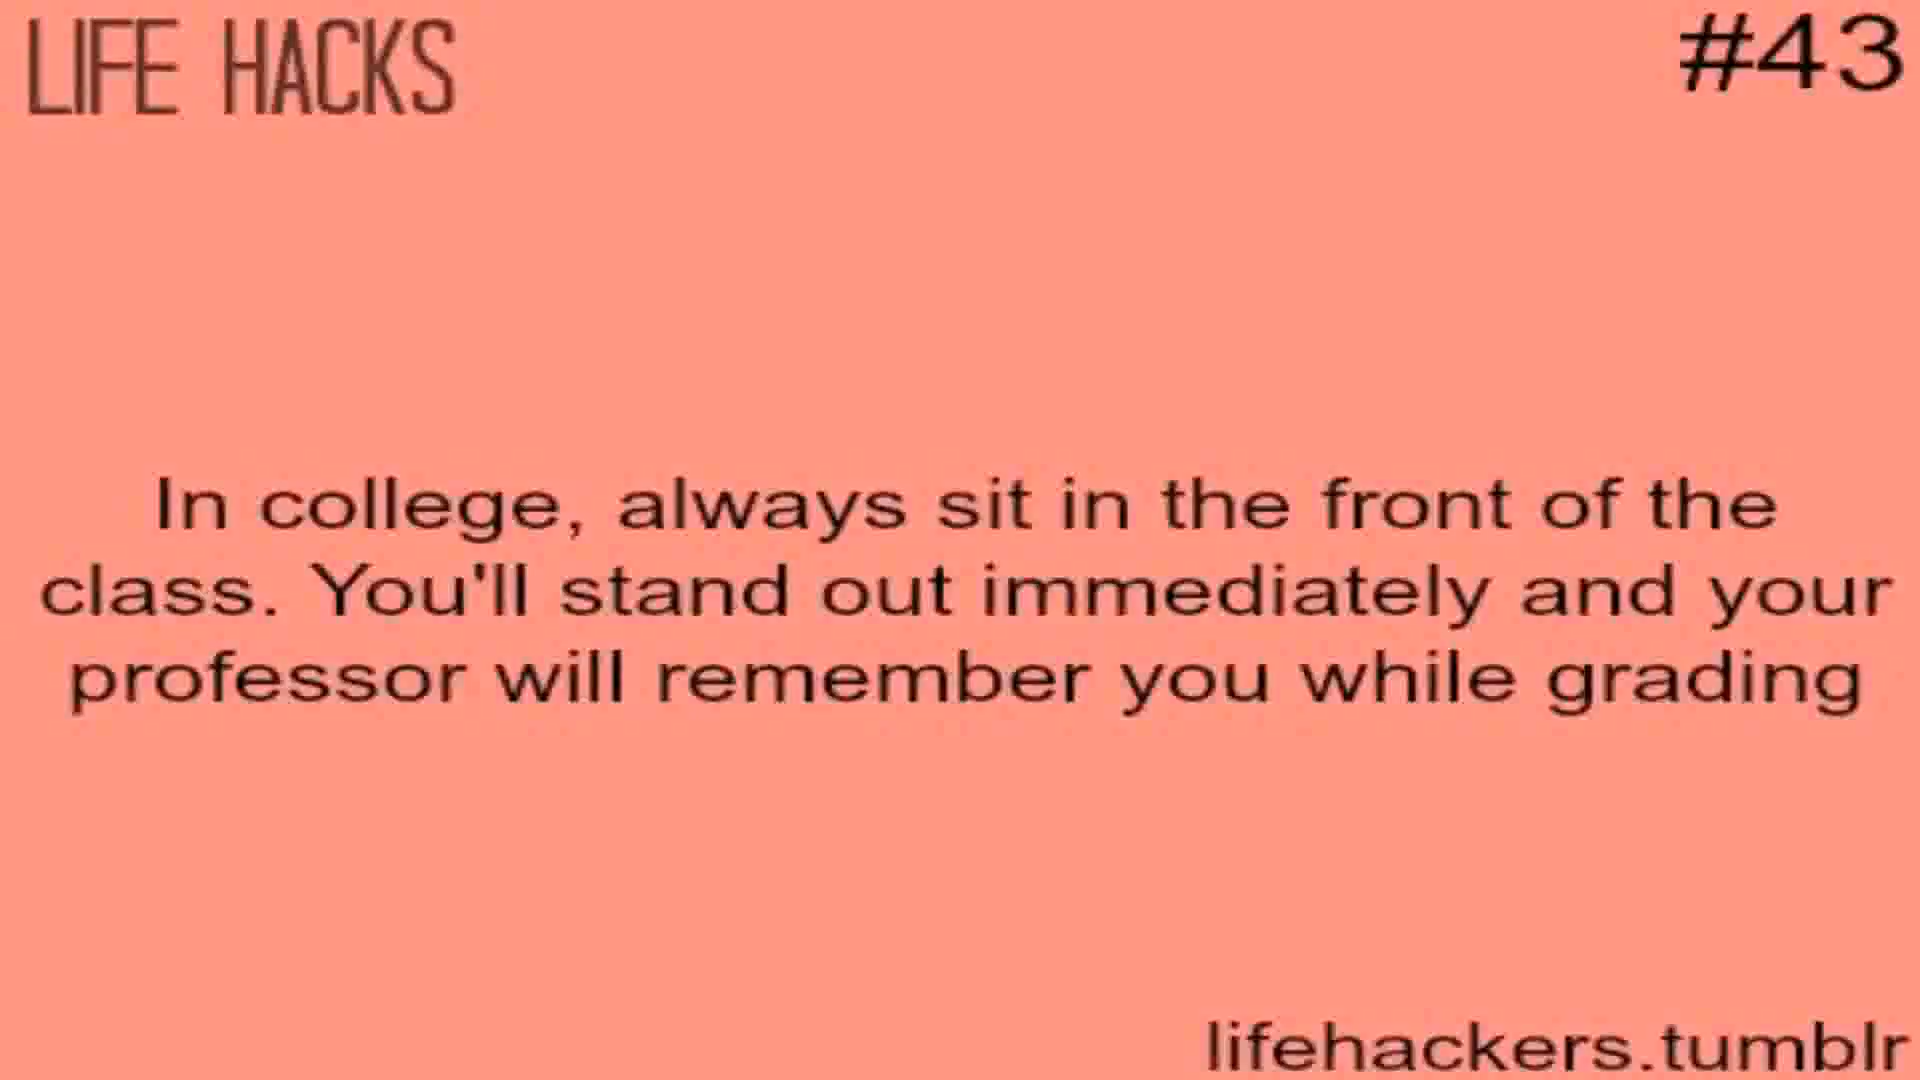 LIFE HACKS
#43
In college, always sit in the front of the
class. You'll stand out immediately and your
professor will remember you while grading
lifehackers.tumblr